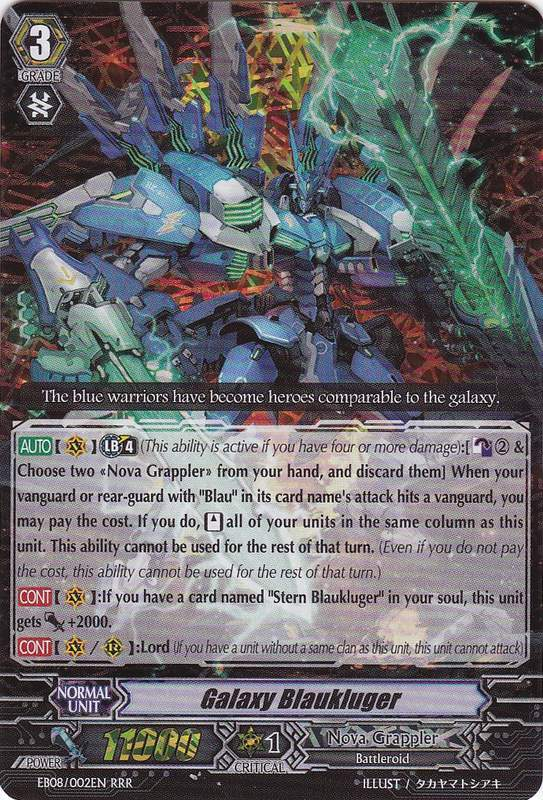 3
GRADE
The blue warriors have become heroes comparable to the galaxy.
AUTO [ ] LB 4 (This ability is active if you have four or more damage):[ ② &
Choose two «Nova Grappler» from your hand, and discard them] When your
vanguard or rear-guard with "Blau" in its card name's attack hits a vanguard, you
may pay the cost. If you do, all of your units in the same column as this
unit. This ability cannot be used for the rest of that turn. (Even if you do not pay
the cost, this ability cannot be used for the rest of that turn.)
CONT [ ]:If you have a card named "Stern Blaukluger" in your soul, this unit
gets +2000.
CONT [ / R ]:Lord (If you have a unit without a same clan as this unit, this unit cannot attack)
NORMAL
UNIT
Galaxy Blaukluger
POWER
11000
1
CRITICAL
Nova Grappler
Battleroid
EB08/002EN RRR
ILLUST / タカヤマトシアキ